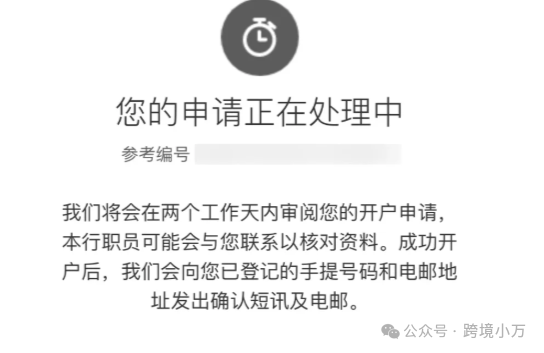 您的申请正在处理中
参考编号
我们将会在两个工作天内审阅您的开户申请，
本行职员可能会与您联系以核对资料。成功开
户后，我们会向您已登记的手提号码和电邮地
址发出确认短讯及电邮。
公众号 · 跨境小万